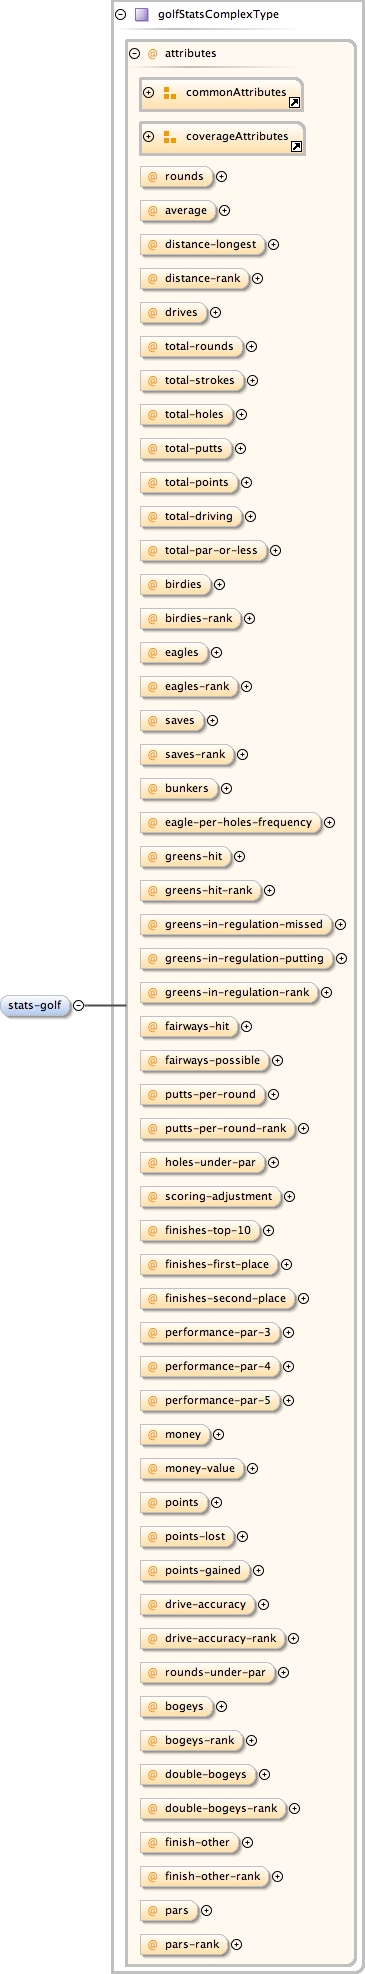 golfStatsComplexType
@ attributes
commonAttributes
coverageAttributes
@ rounds
@ average
@ distance-longest
@ distance-rank
@ drives
@ total-rounds
@ total-strokes
@ total-holes
@ total-putts
@ total-points
@ total-driving
@ total-par-or-less
@ birdies
@ birdies-rank
@ eagles
@ eagles-rank
@ saves
@ saves-rank
@ bunkers
@ eagle-per-holes-frequency
@ greens-hit
@ greens-hit-rank
@ greens-in-regulation-missed
@ greens-in-regulation-putting
@ greens-in-regulation-rank
stats-golf
@ fairways-hit
@ fairways-possible
@ putts-per-round
@ putts-per-round-rank
@ holes-under-par
@ scoring-adjustment
@ finishes-top-10
@ finishes-first-place
@ finishes-second-place
@ performance-par-3
@ performance-par-4
@ performance-par-5
@ money
@ money-value
@ points
@ points-lost
@ points-gained
@ drive-accuracy
@ drive-accuracy-rank
@ rounds-under-par
@ bogeys
@ bogeys-rank
@ double-bogeys
@ double-bogeys-rank
@ finish-other
@ finish-other-rank
@ pars
@ pars-rank